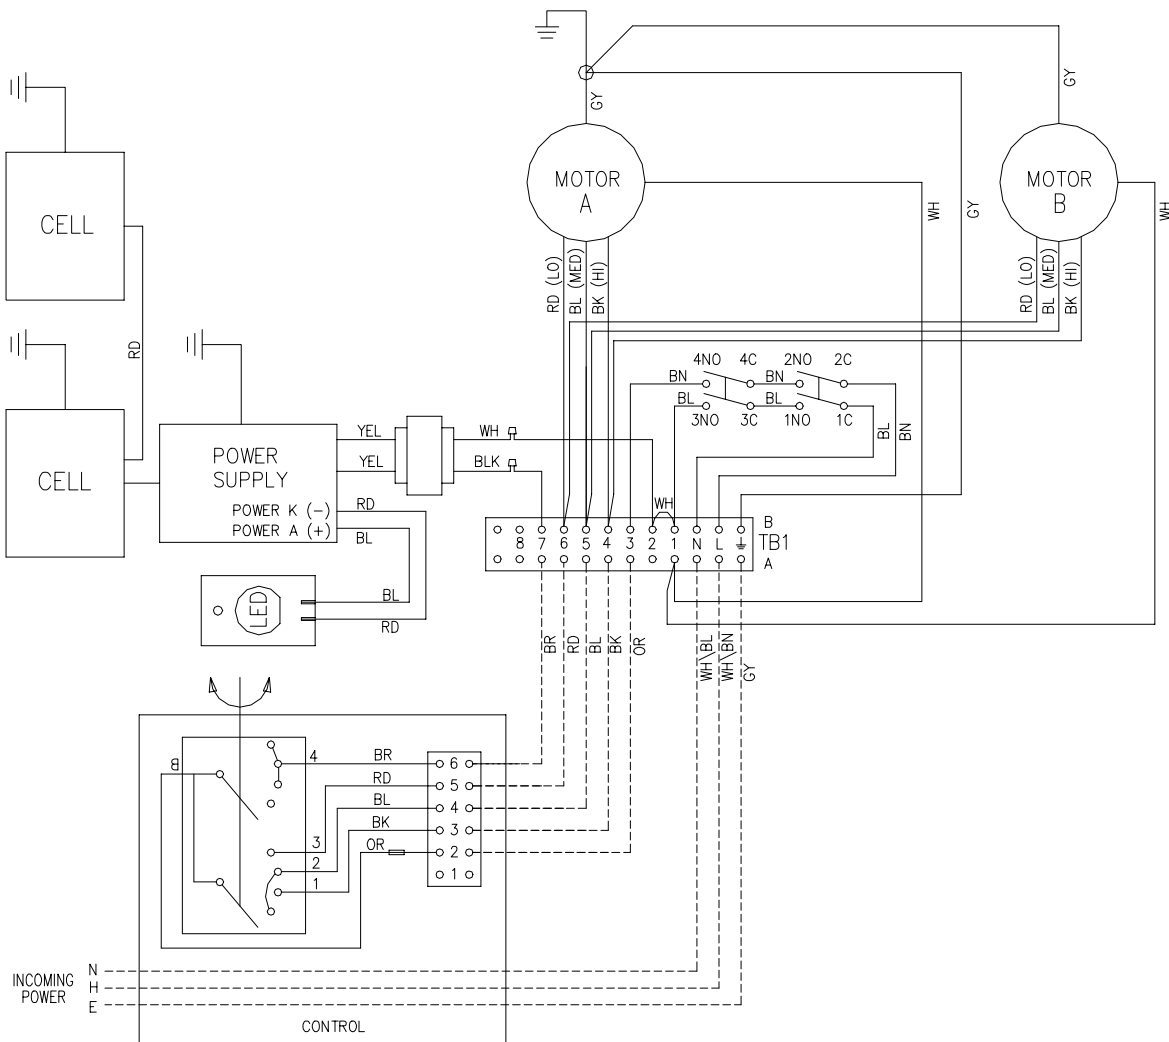 GY
GY
MOTOR
A
MOTOR
B
WH
GY
WH
RD (LO)
BL (MED)
BK (HI)
RD (LO)
BL (MED)
BK (HI)
CELL
RD
4NO 4C 2NO 2C
BN BN
BL BL
3NO 3C 1NO 1C
BL
BN
CELL
POWER
SUPPLY
POWER K (-)
POWER A (+)
YEL
YEL
WH
BLK
RD
BL
WH
B
8 7 6 5 4 3 2 1 N L
TB1
A
LED
BL
RD
BR
RD
BL
BK
OR
WH\BL
WH\BN
GY
B
4 BR 6
RD 5
BL 4
3 BK 3
2 OR 2
1 1
INCOMING
POWER
N
H
E
CONTROL